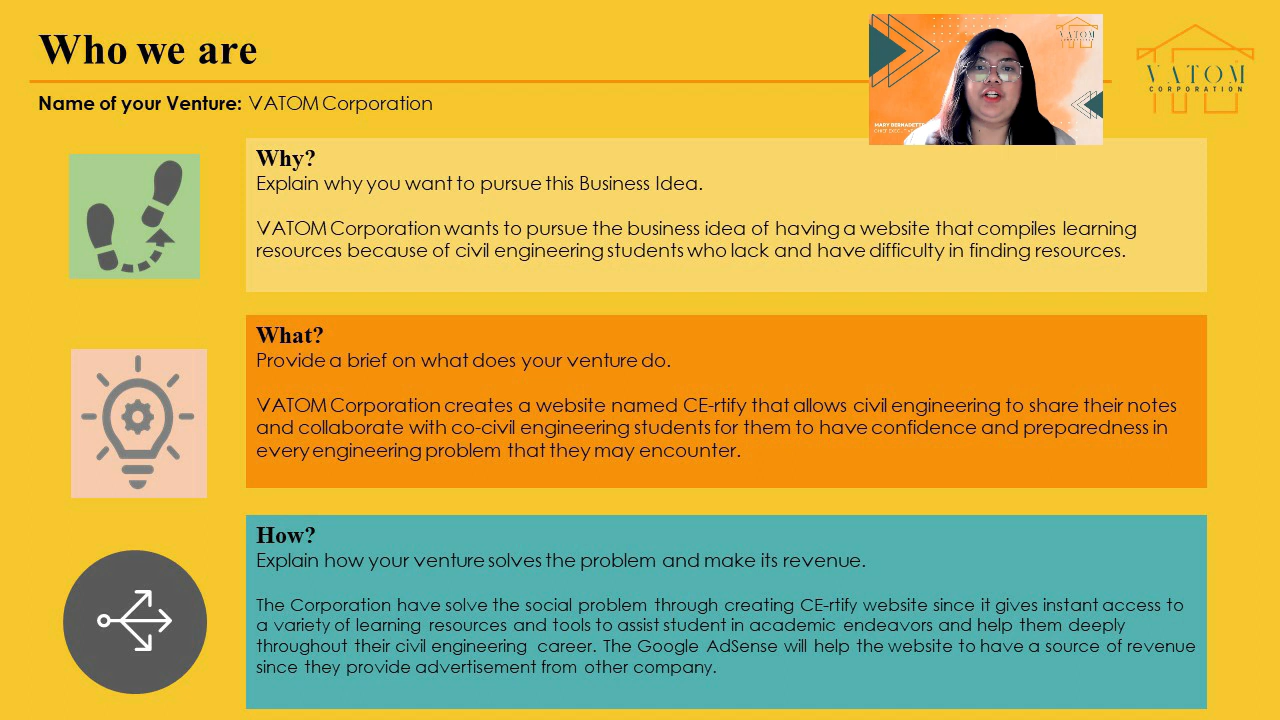 Who we are
VATOM
CORPORATION
Name of your Venture: VATOM Corporation
VATOM
MARY BERNADETTE
Why?
Explain why you want to pursue this Business Idea.
VATOM Corporation wants to pursue the business idea of having a website that compiles learning
resources because of civil engineering students who lack and have difficulty in finding resources.
What?
Provide a brief on what does your venture do.
VATOM Corporation creates a website named CE-rtify that allows civil engineering to share their notes
and collaborate with co-civil engineering students for them to have confidence and preparedness in
every engineering problem that they may encounter.
How?
Explain how your venture solves the problem and make its revenue.
The Corporation have solve the social problem through creating CE-rtify website since it gives instant access to
a variety of learning resources and tools to assist student in academic endeavors and help them deeply
throughout their civil engineering career. The Google AdSense will help the website to have a source of revenue
since they provide advertisement from other company.